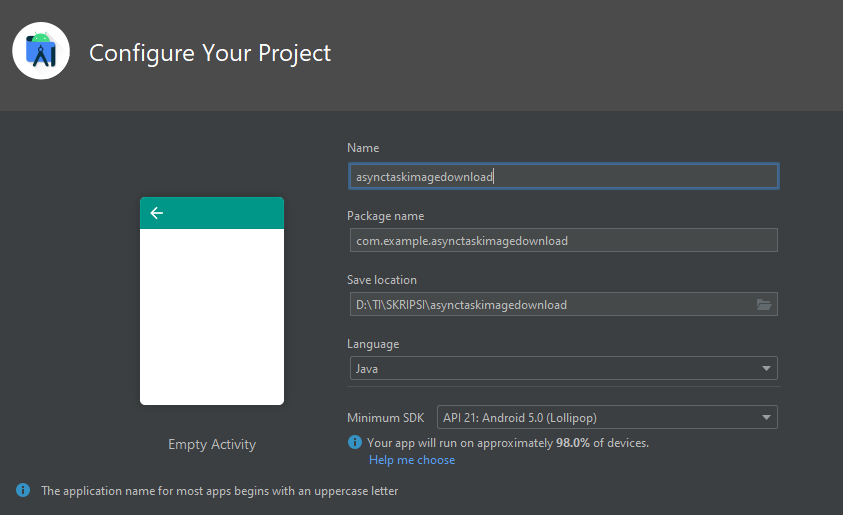 Configure Your Project
Name
asynctaskimagedownload
Package name
com.example.asynctaskimagedownload
Save location
D:\TI\SKRIPSI\asynctaskimagedownload
Language
Java
Minimum SDK
API 21: Android 5.0 (Lollipop)
Your app will run on approximately 98.0% of devices.
Help me choose
Empty Activity
The application name for most apps begins with an uppercase letter